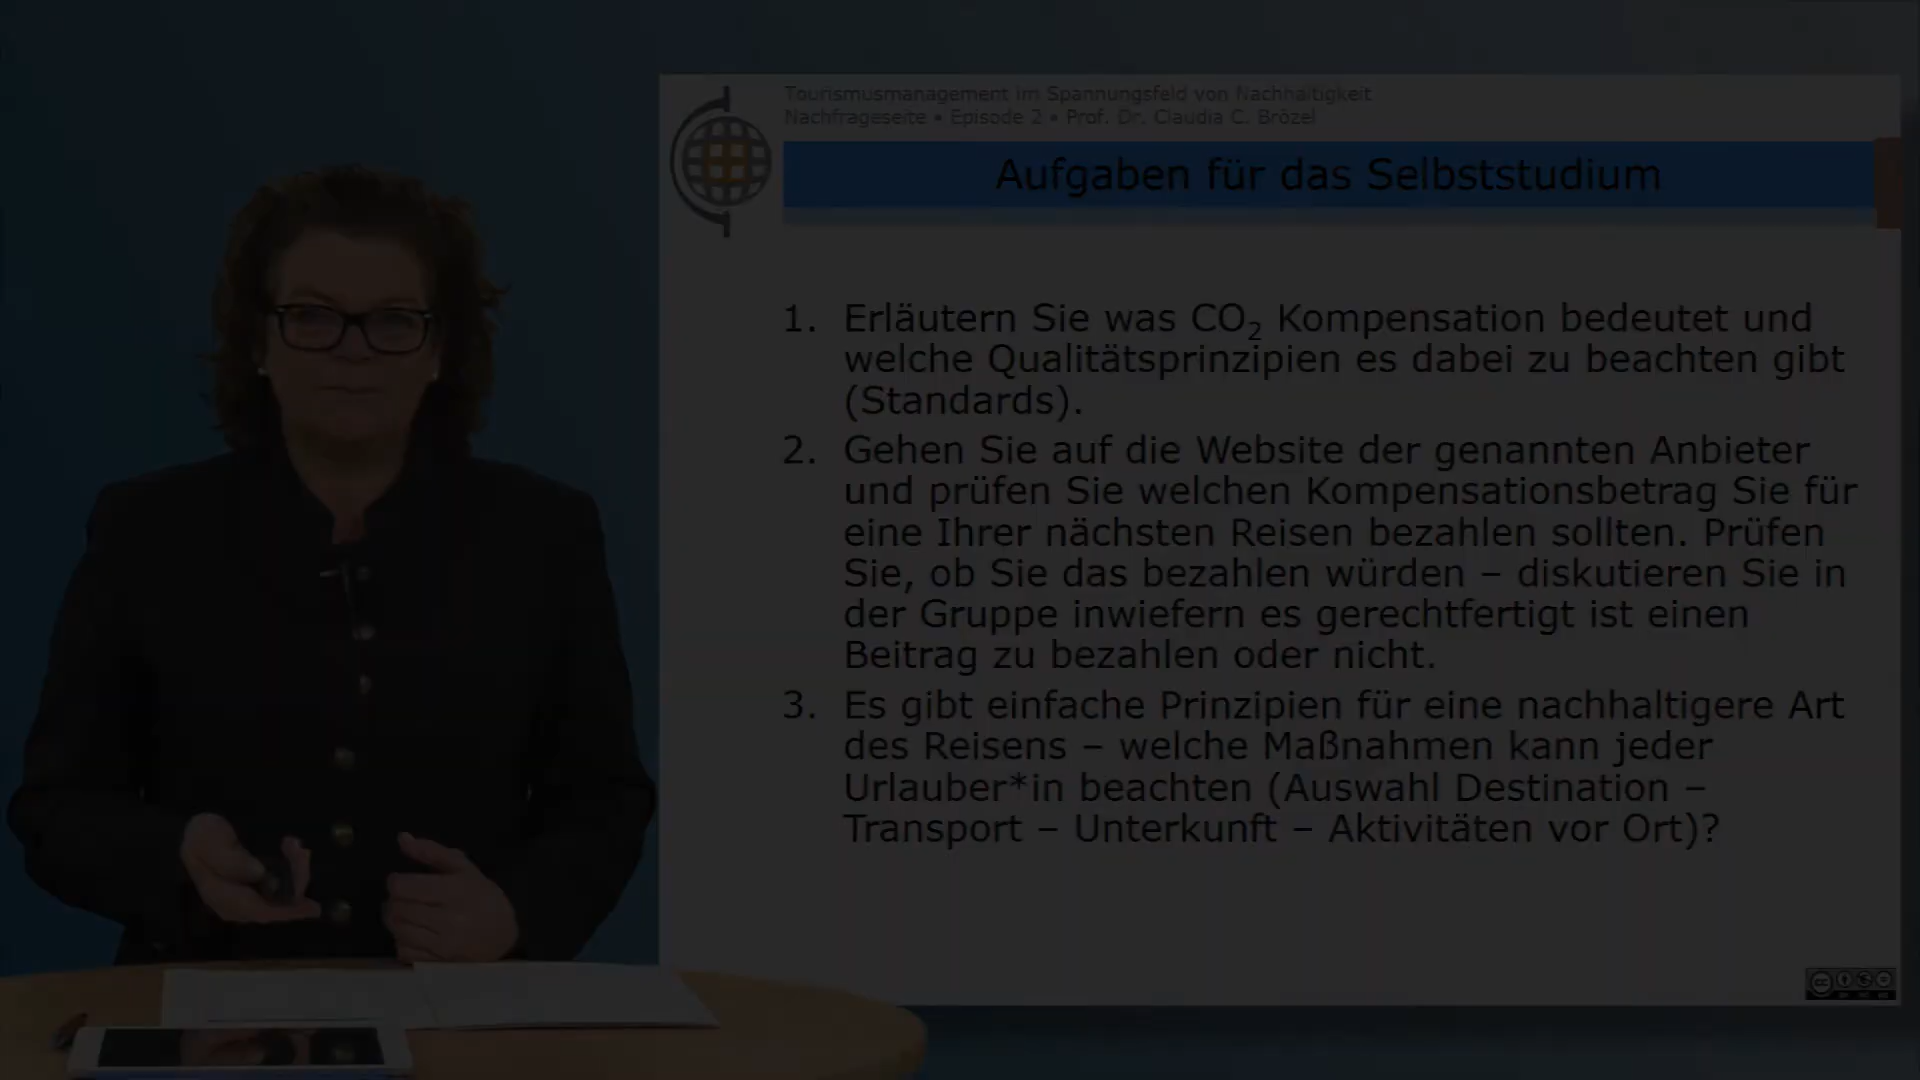 Tourismusmanagement im Spannungsfeld von Nachhaltigkeit
Nachfrageseite • Episode 2 • Prof. Dr. Claudia C. Brözel
Aufgaben für das Selbststudium
1. Erläutern Sie was CO₂ Kompensation bedeutet und
welche Qualitätsprinzipien es dabei zu beachten gibt
(Standards).
2. Gehen Sie auf die Website der genannten Anbieter
und prüfen Sie welchen Kompensationsbetrag Sie für
eine Ihrer nächsten Reisen bezahlen sollten. Prüfen
Sie, ob Sie das bezahlen würden – diskutieren Sie in
der Gruppe inwiefern es gerechtfertigt ist einen
Beitrag zu bezahlen oder nicht.
3. Es gibt einfache Prinzipien für eine nachhaltigere Art
des Reisens – welche Maßnahmen kann jeder
Urlauber*in beachten (Auswahl Destination –
Transport – Unterkunft – Aktivitäten vor Ort)?